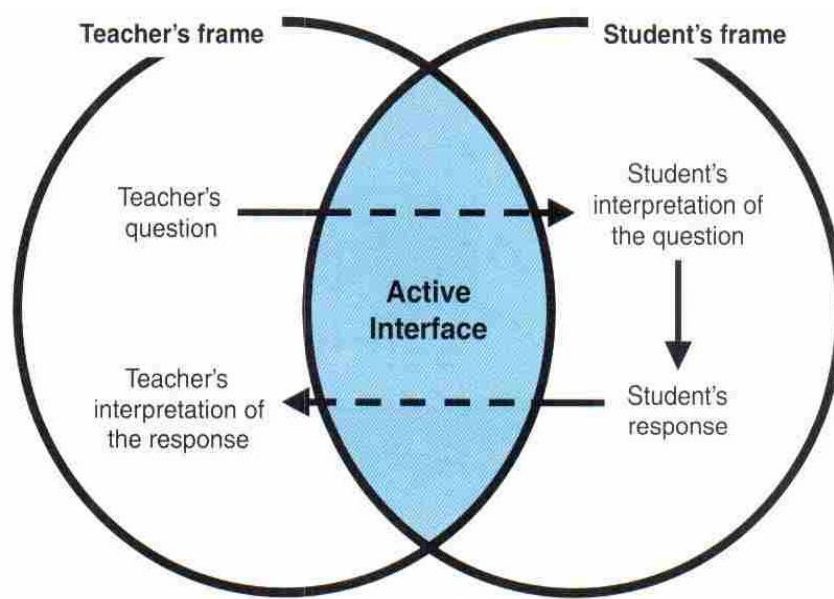 Teacher's frame
Student's frame
Teacher's
question
Student's
interpretation of
the question
Active
Interface
Teacher's
interpretation of
the response
Student's
response